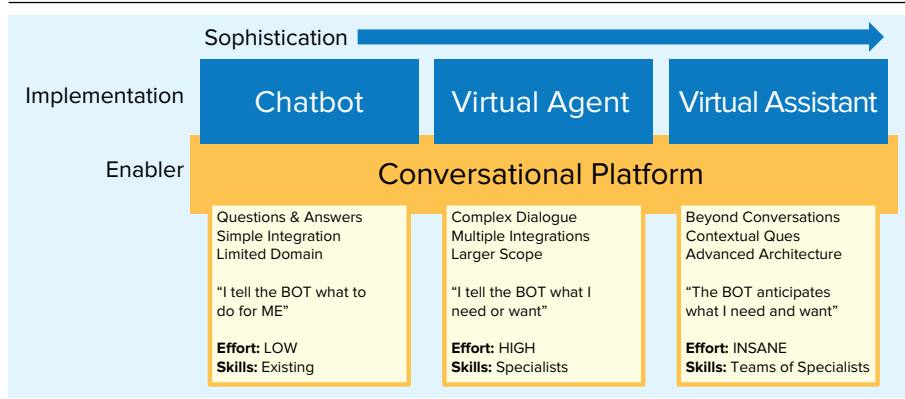 Sophistication
Implementation
Chatbot
Virtual Agent
Virtual Assistant
Enabler
Conversational Platform
Questions & Answers
Simple Integration
Limited Domain
“I tell the BOT what to
do for ME”
Effort: LOW
Skills: Existing
Complex Dialogue
Multiple Integrations
Larger Scope
“I tell the BOT what I
need or want”
Effort: HIGH
Skills: Specialists
Beyond Conversations
Contextual Ques
Advanced Architecture
“The BOT anticipates
what I need and want”
Effort: INSANE
Skills: Teams of Specialists